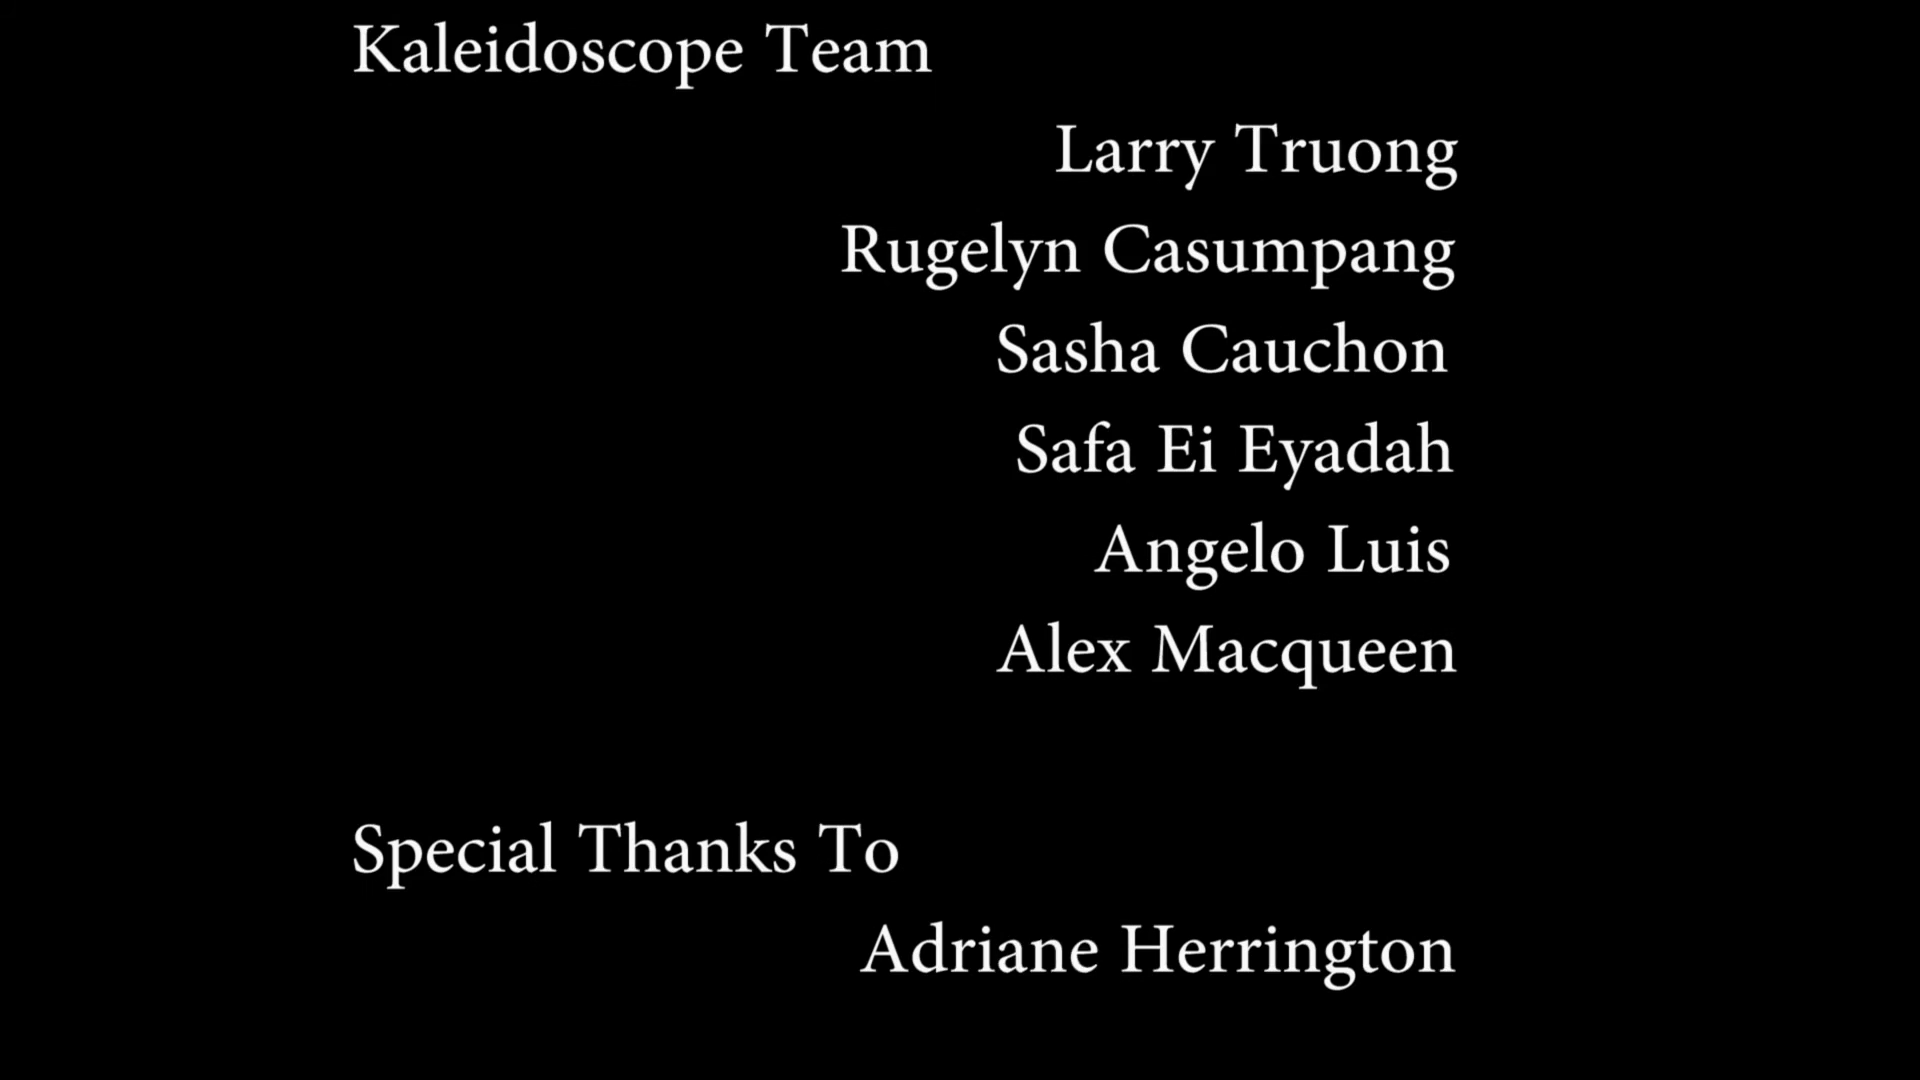 Kaleidoscope Team
Larry Truong
Rugelyn Casumpang
Sasha Cauchon
Safa Ei Eyadah
Angelo Luis
Alex Macqueen
Special Thanks To
Adriane Herrington